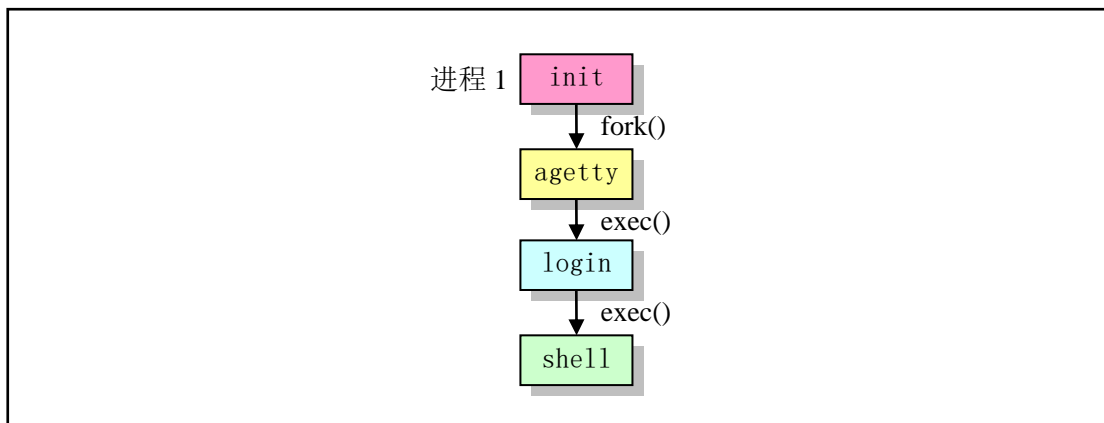 进程 1 init
fork()
agetty
exec()
login
exec()
shell